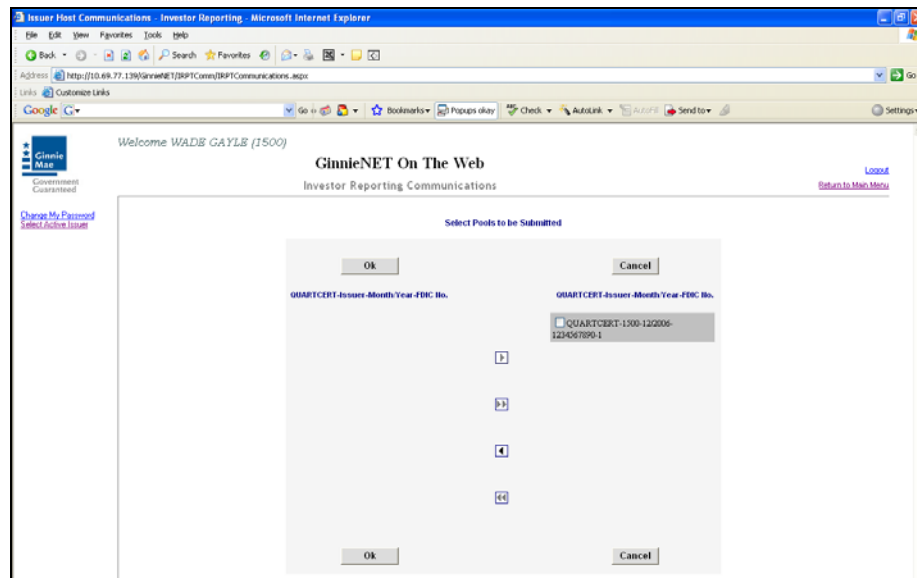 Issuer Host Communications - Investor Reporting - Microsoft Internet Explorer
File Edit View Favorites Tools Help
Back Search Favorites
Address http://10.69.77.139/GinnieNET/IRPTComm/IRPTCommunications.aspx Go
Links Customize Links
Google G Go Bookmarks Popups okay Check AutoLink AutoFill Send to Settings
Ginnie Mae
Government Guaranteed
Welcome WADE GAYLE (1500)
GinnieNET On The Web
Investor Reporting Communications
Logout
Return to Main Menu
Change My Password
Select Active Issuer
Select Pools to be Submitted
Ok Cancel
QUARTCERT-Issuer-Month/Year-FDIC No. QUARTCERT-Issuer-Month/Year-FDIC No.
QUARTCERT-1500-12/2006-
1234567890-1
Ok Cancel